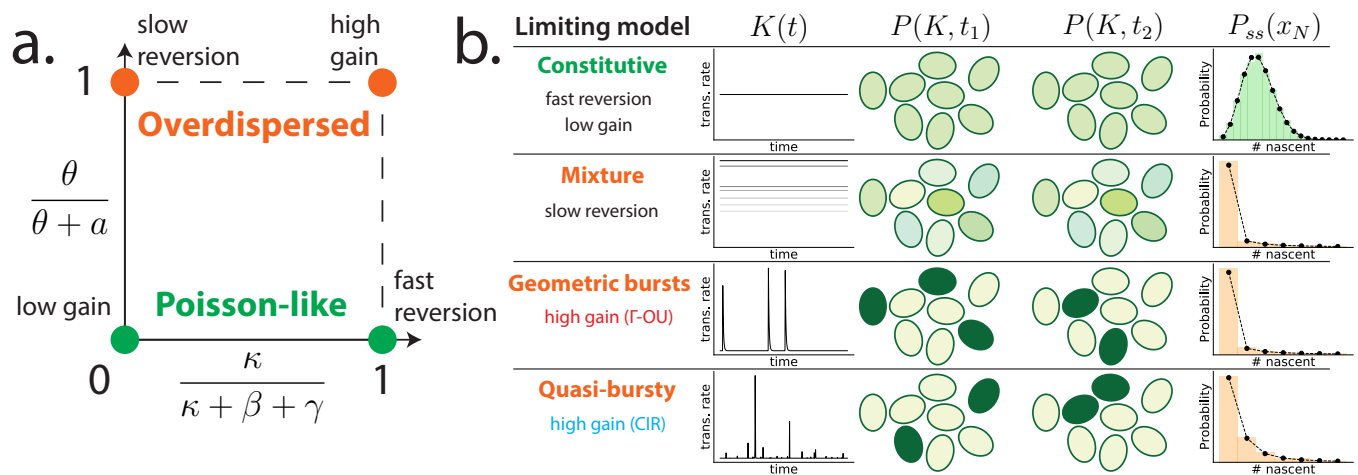 a.
slow
reversion
high
gain
1
Overdispersed
θ
θ + a
low gain
Poisson-like
fast
reversion
0
κ
κ + β + γ
1
b.
Limiting model
K(t)
P(K, t₁)
P(K, t₂)
Pₛₛ(x_N)
Constitutive
fast reversion
low gain
trans. rate
time
Probability
# nascent
Mixture
slow reversion
trans. rate
time
Probability
# nascent
Geometric bursts
high gain (Γ-OU)
trans. rate
time
Probability
# nascent
Quasi-bursty
high gain (CIR)
trans. rate
time
Probability
# nascent